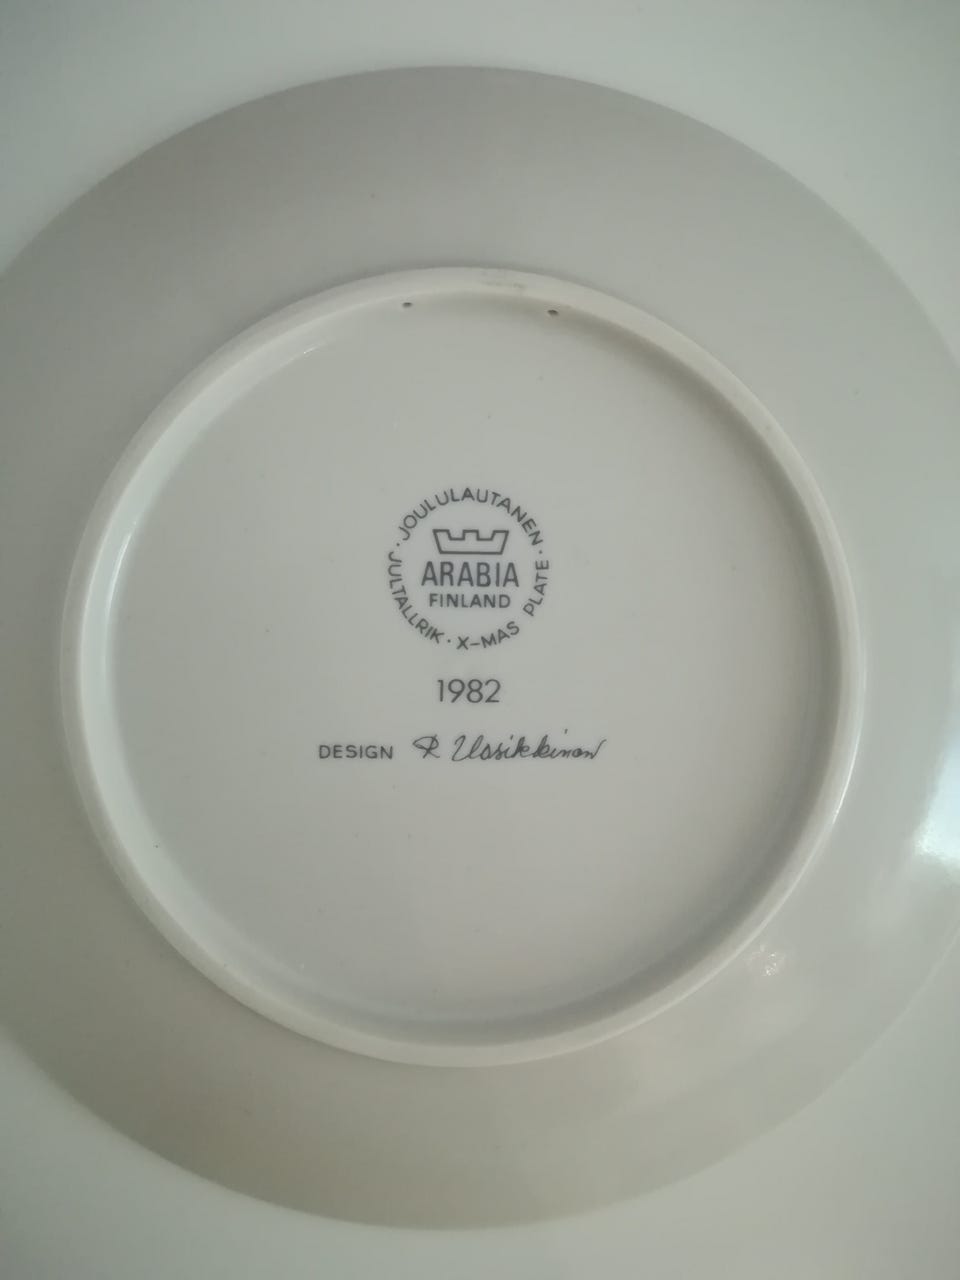 JOULULAUTANEN · X-MAS PLATE · JULTALLRIK ·
ARABIA
FINLAND
1982
DESIGN R Uosikkinen